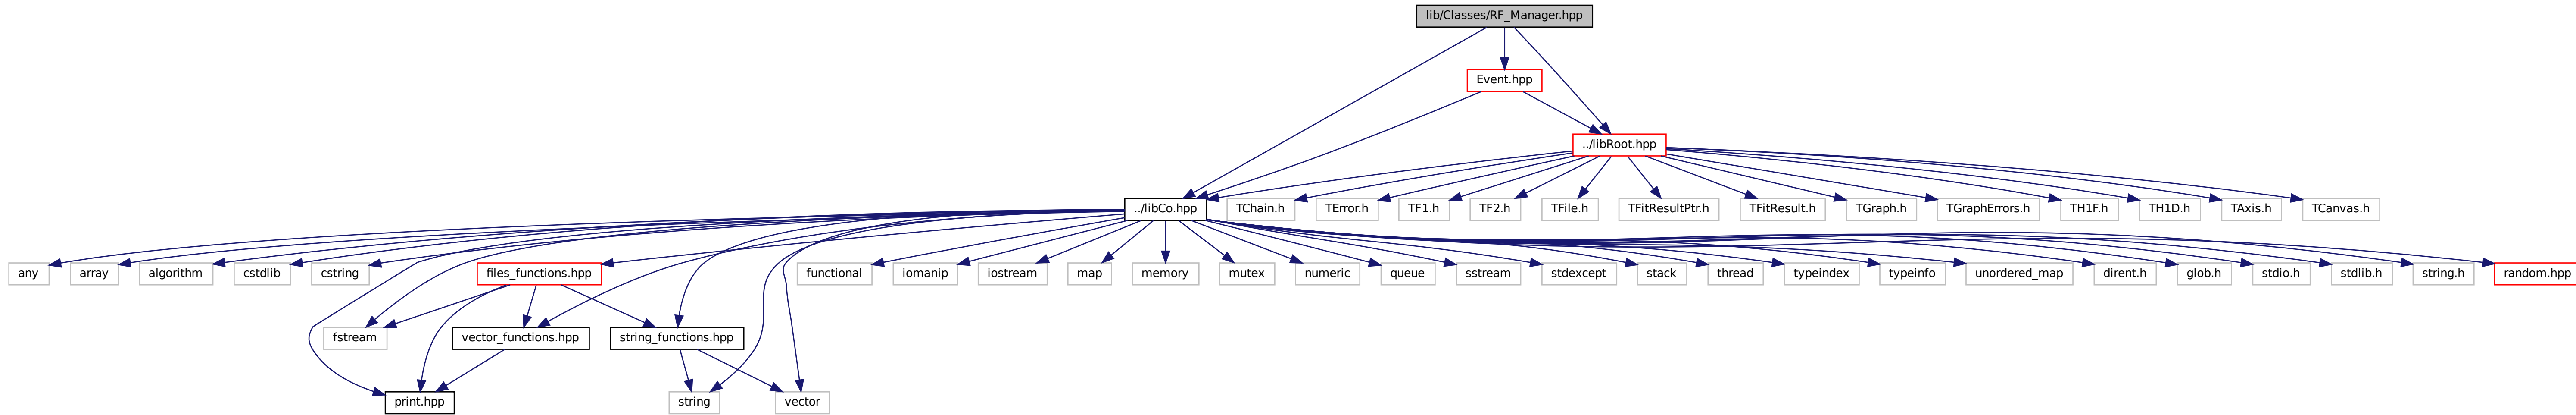 lib/Classes/RF_Manager.hpp
Event.hpp
../libRoot.hpp
../libCo.hpp
TChain.h
TError.h
TF1.h
TF2.h
TFile.h
TFitResultPtr.h
TFitResult.h
TGraph.h
TGraphErrors.h
TH1F.h
TH1D.h
TAxis.h
TCanvas.h
any
array
algorithm
cstdlib
cstring
files_functions.hpp
functional
iomanip
iostream
map
memory
mutex
numeric
queue
sstream
stdexcept
stack
thread
typeindex
typeinfo
unordered_map
dirent.h
glob.h
stdio.h
stdlib.h
string.h
random.hpp
fstream
vector_functions.hpp
string_functions.hpp
print.hpp
string
vector